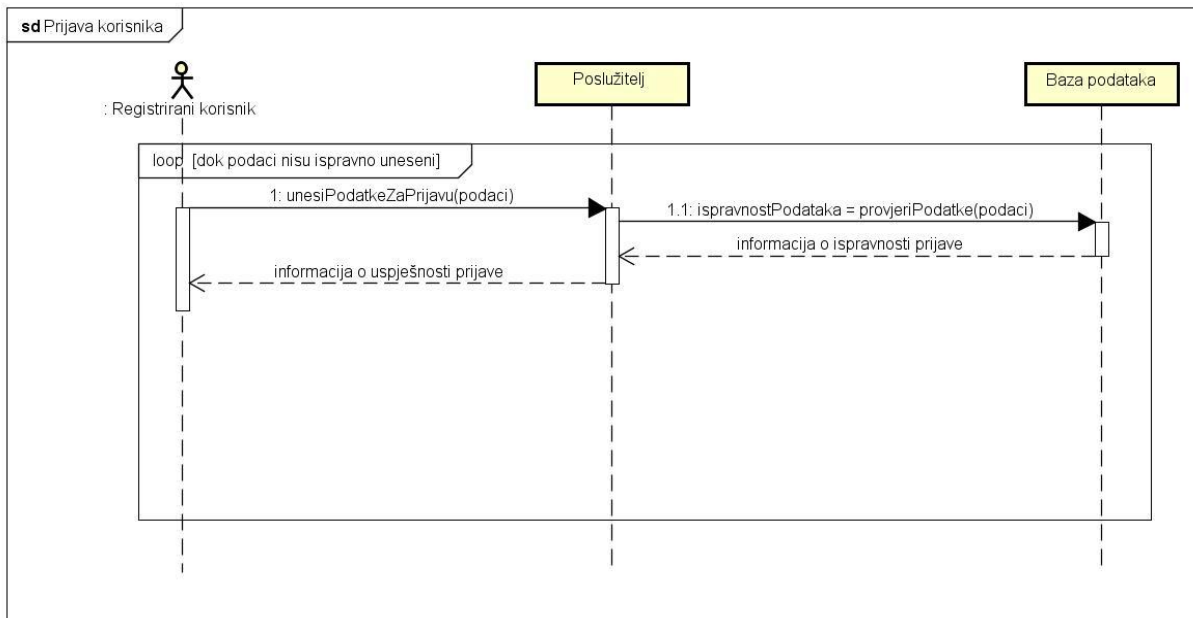 sd Prijava korisnika
: Registrirani korisnik
Poslužitelj
Baza podataka
loop [dok podaci nisu ispravno uneseni]
1: unesiPodatkeZaPrijavu(podaci)
1.1: ispravnostPodataka = provjeriPodatke(podaci)
informacija o ispravnosti prijave
informacija o uspješnosti prijave